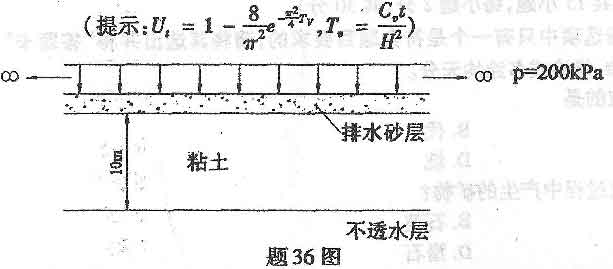 (提示:U_t = 1 - \frac{8}{\pi^2} e^{-\frac{\pi^2}{4} T_V}, T_v = \frac{C_v t}{H^2})
∞ ∞ p=200kPa
排水砂层
10m 粘土
不透水层
题36图